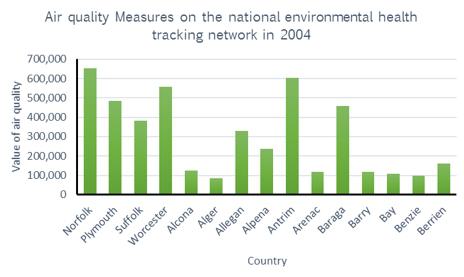 Air quality Measures on the national environmental health
tracking network in 2004
Value of air quality
700,000
600,000
500,000
400,000
300,000
200,000
100,000
0
Norfolk
Plymouth
Suffolk
Worcester
Alcona
Alger
Allegan
Alpena
Antrim
Arenac
Baraga
Barry
Bay
Benzie
Berrien
Country